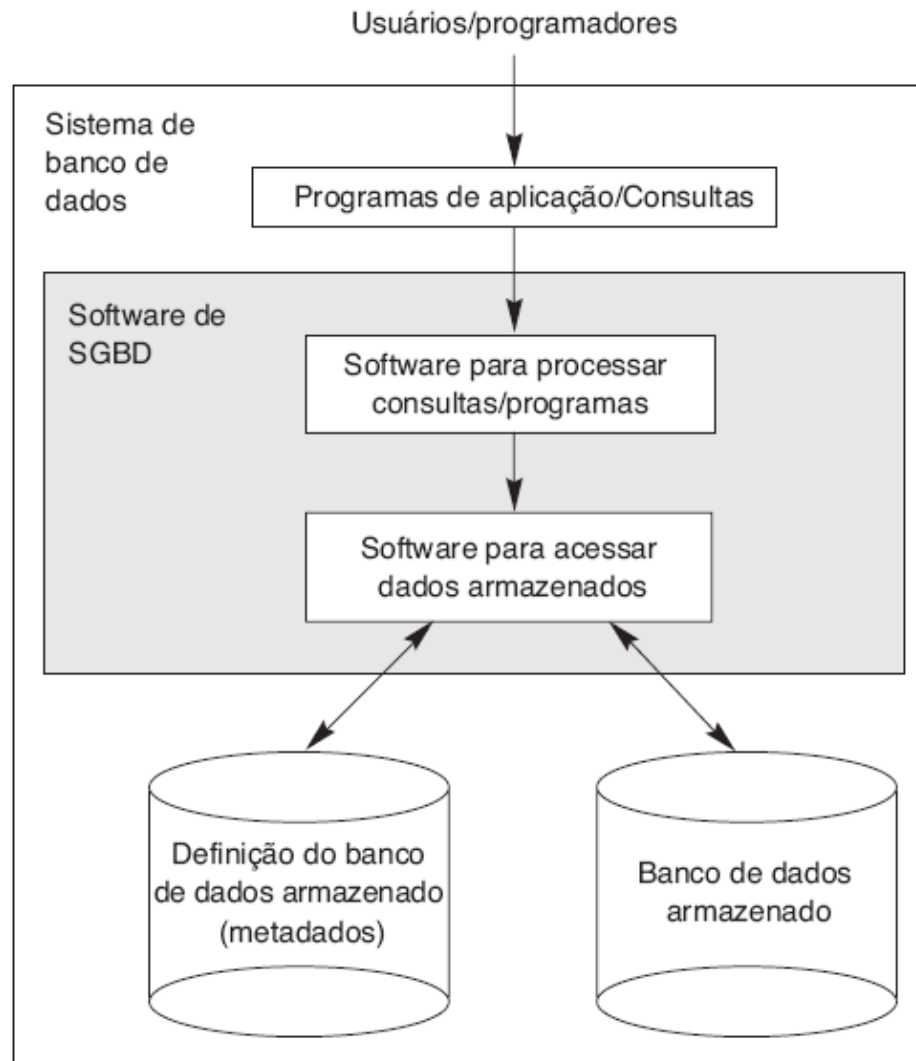 Usuários/programadores
Sistema de
banco de
dados
Programas de aplicação/Consultas
Software de
SGBD
Software para processar
consultas/programas
Software para acessar
dados armazenados
Definição do banco
de dados armazenado
(metadados)
Banco de dados
armazenado